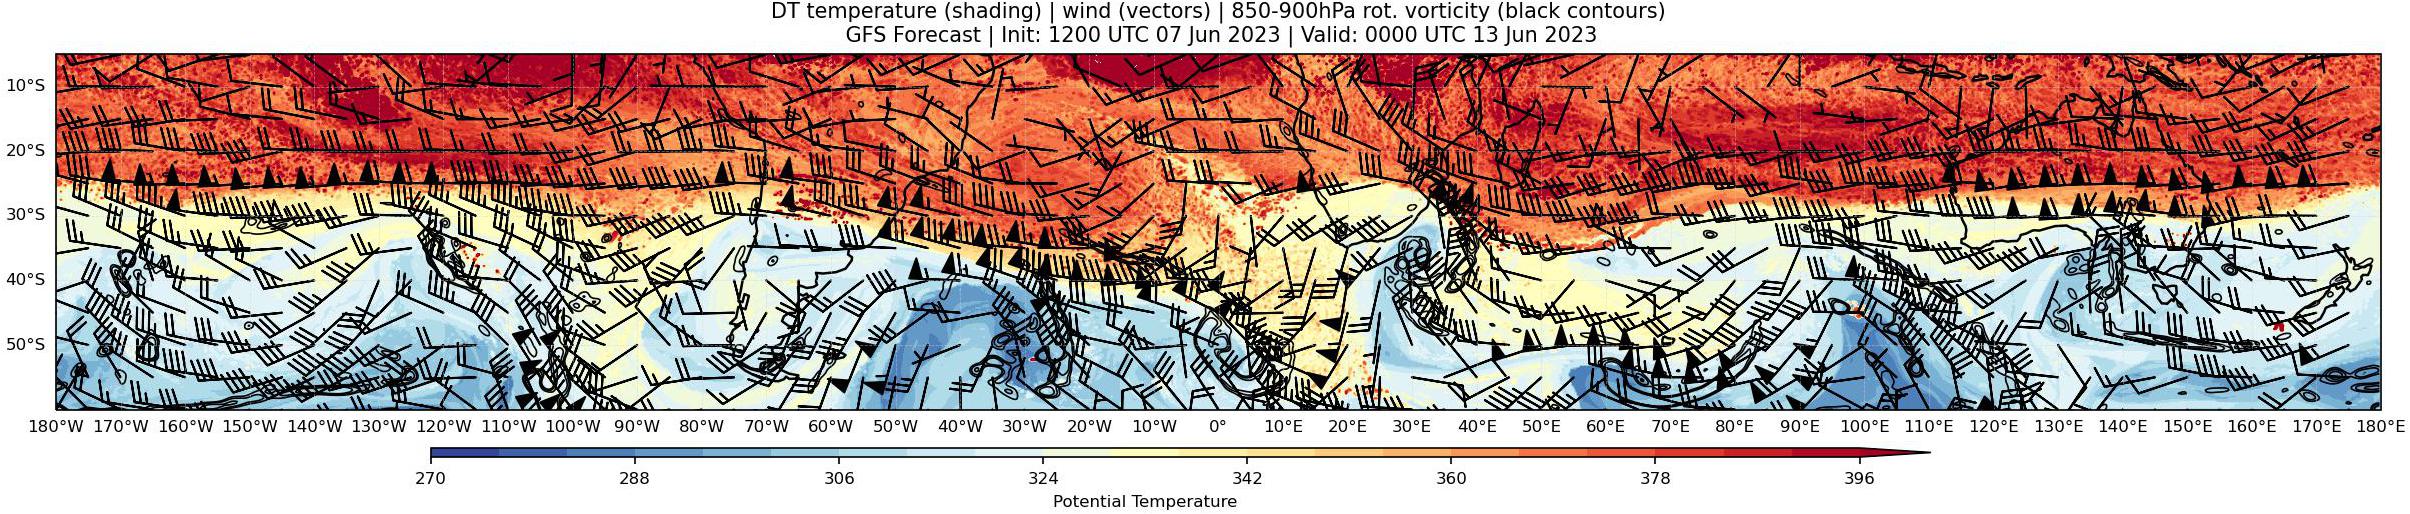 DT temperature (shading) | wind (vectors) | 850-900hPa rot. vorticity (black contours)
GFS Forecast | Init: 1200 UTC 07 Jun 2023 | Valid: 0000 UTC 13 Jun 2023
10°S
20°S
30°S
40°S
50°S
180°W 170°W 160°W 150°W 140°W 130°W 120°W 110°W 100°W 90°W 80°W 70°W 60°W 50°W 40°W 30°W 20°W 10°W 0° 10°E 20°E 30°E 40°E 50°E 60°E 70°E 80°E 90°E 100°E 110°E 120°E 130°E 140°E 150°E 160°E 170°E 180°E
270 288 306 324 342 360 378 396
Potential Temperature